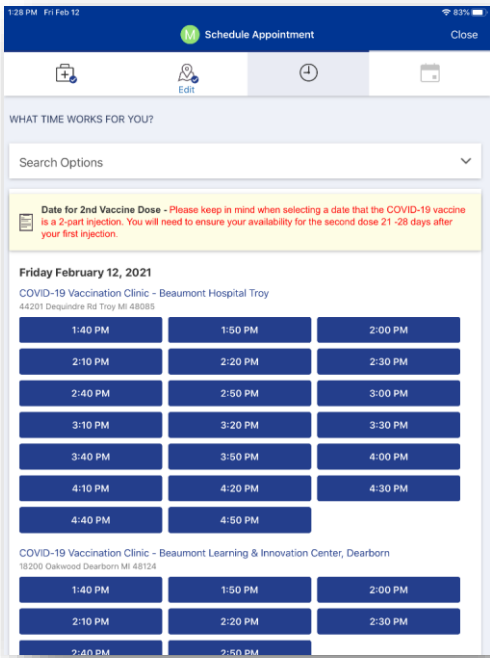 1:28 PM Fri Feb 12 83%
M Schedule Appointment Close
Edit
WHAT TIME WORKS FOR YOU?
Search Options
Date for 2nd Vaccine Dose - Please keep in mind when selecting a date that the COVID-19 vaccine
is a 2-part injection. You will need to ensure your availability for the second dose 21 -28 days after
your first injection.
Friday February 12, 2021
COVID-19 Vaccination Clinic - Beaumont Hospital Troy
44201 Dequindre Rd Troy MI 48085
1:40 PM 1:50 PM 2:00 PM
2:10 PM 2:20 PM 2:30 PM
2:40 PM 2:50 PM 3:00 PM
3:10 PM 3:20 PM 3:30 PM
3:40 PM 3:50 PM 4:00 PM
4:10 PM 4:20 PM 4:30 PM
4:40 PM 4:50 PM
COVID-19 Vaccination Clinic - Beaumont Learning & Innovation Center, Dearborn
18200 Oakwood Dearborn MI 48124
1:40 PM 1:50 PM 2:00 PM
2:10 PM 2:20 PM 2:30 PM
2:40 PM 2:50 PM